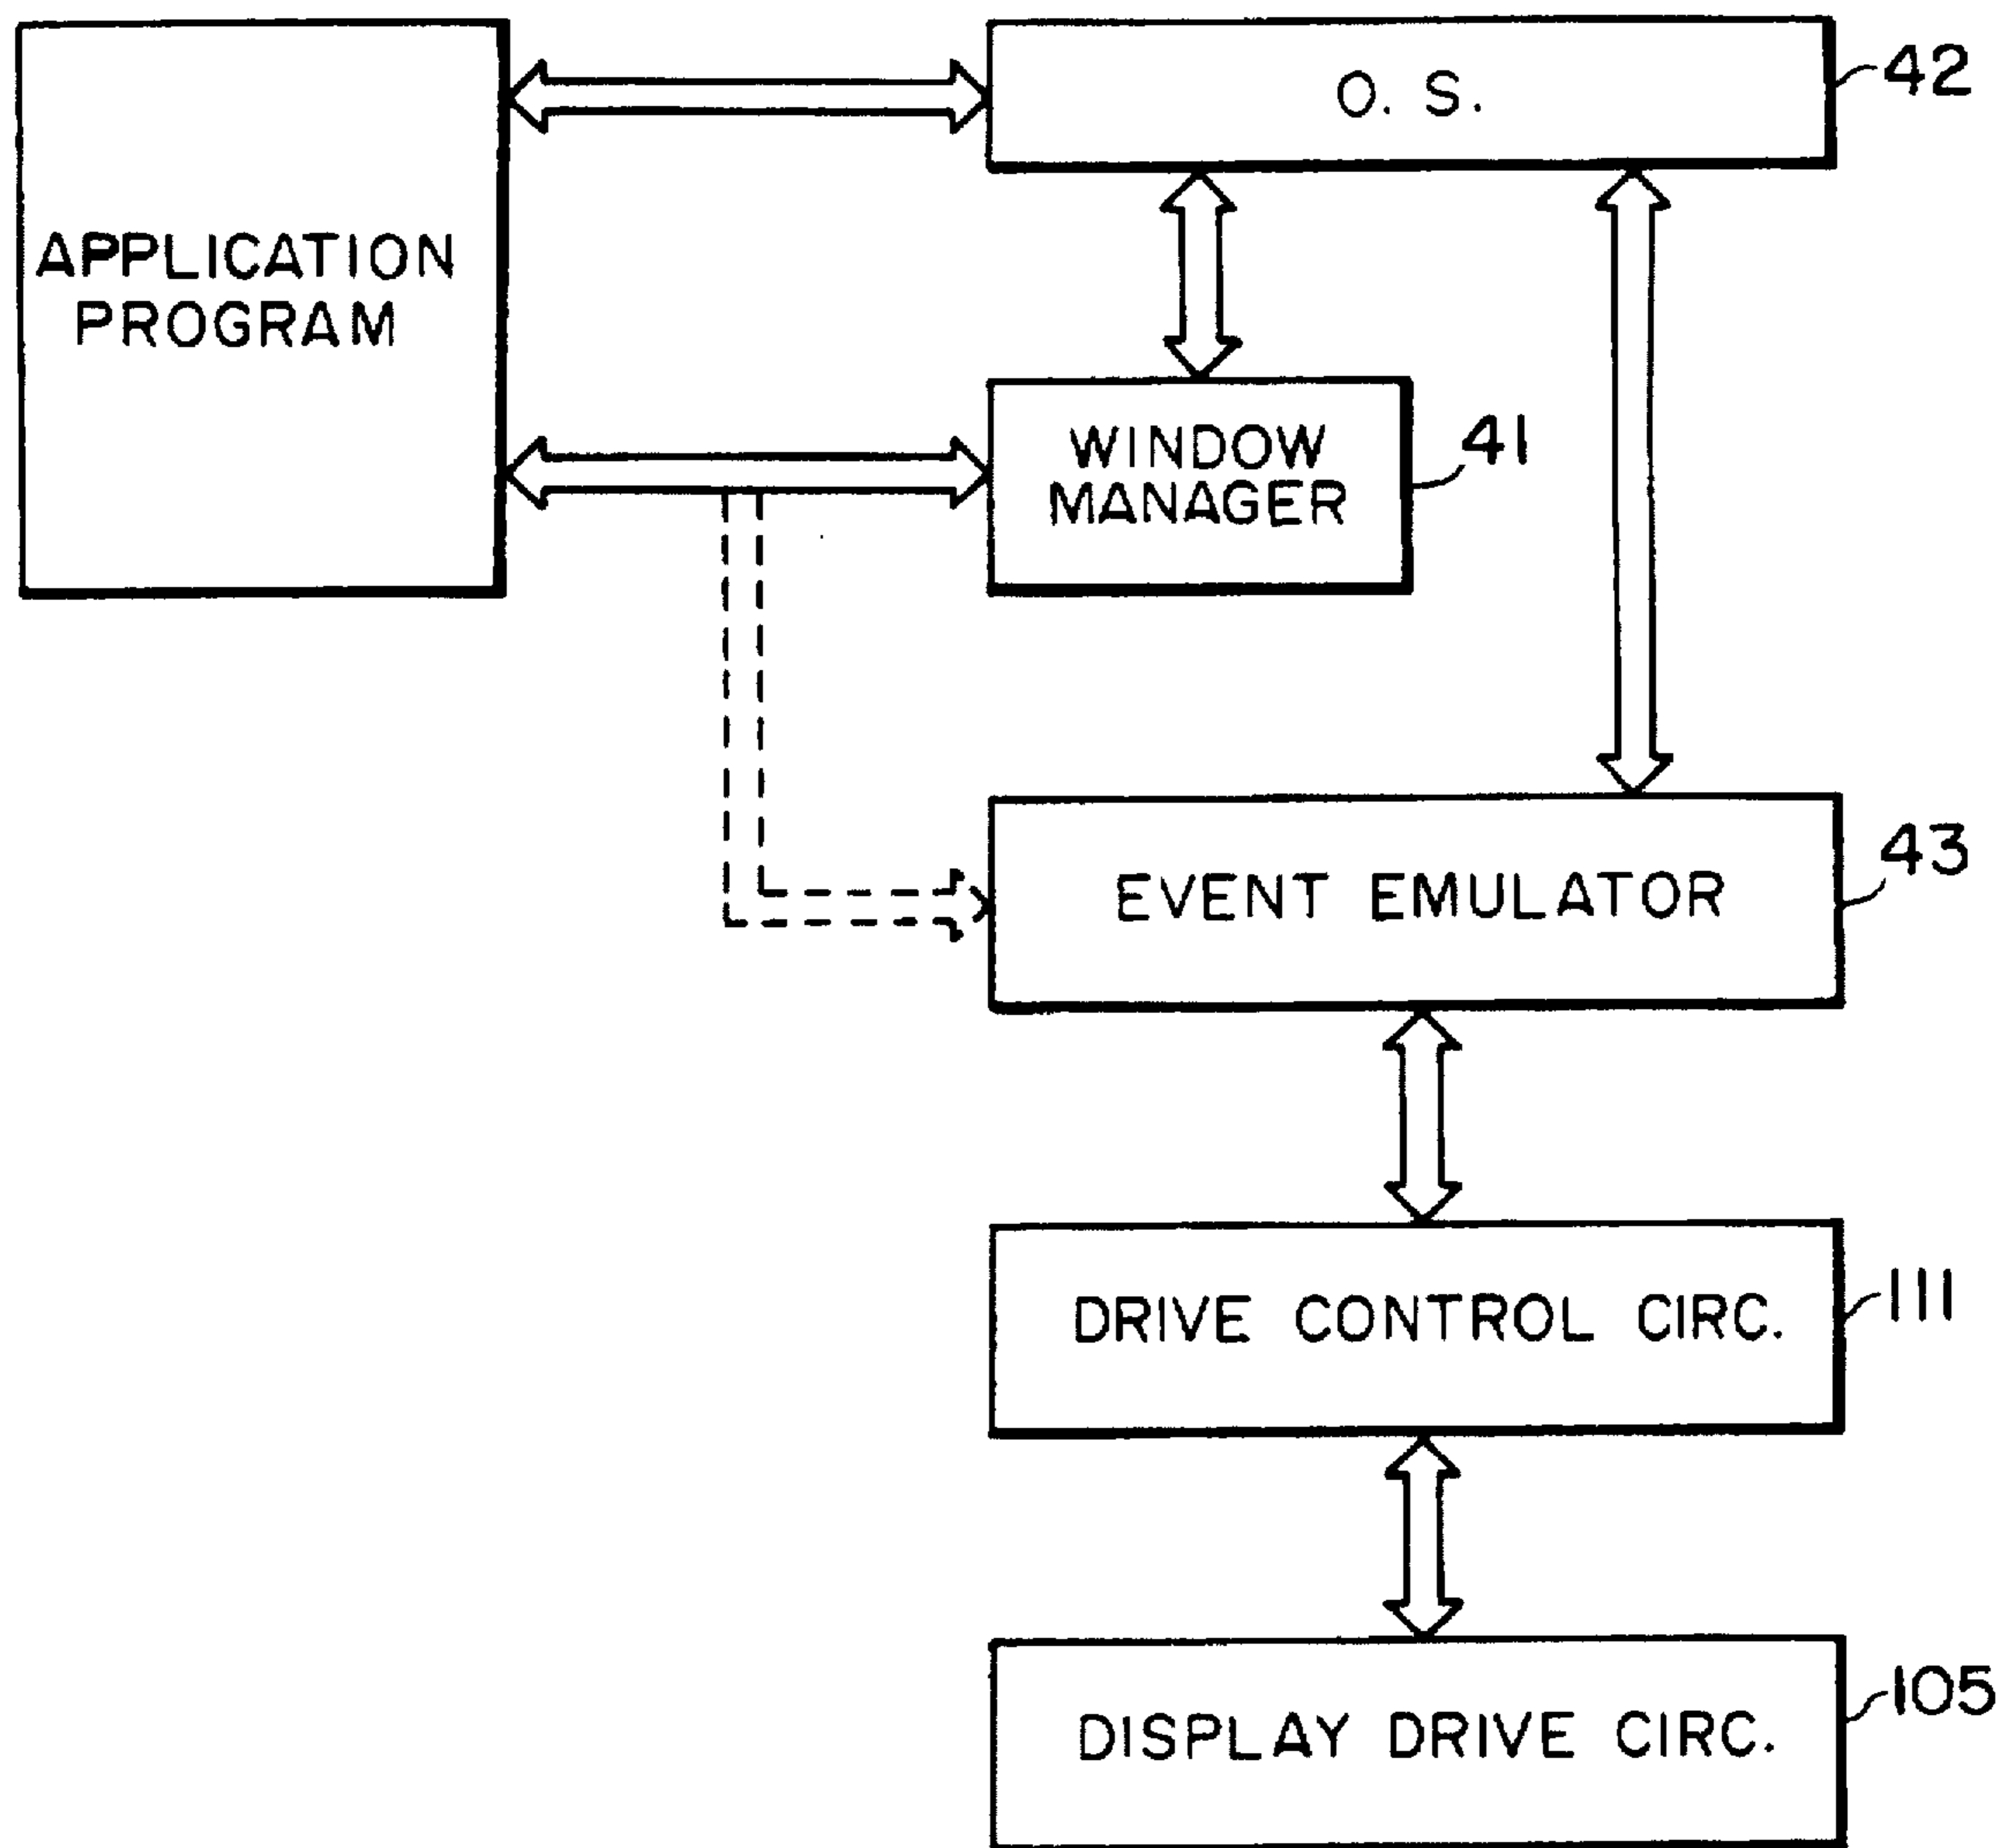 APPLICATION
PROGRAM
O. S.
42
WINDOW
MANAGER
41
EVENT EMULATOR
43
DRIVE CONTROL CIRC.
111
DISPLAY DRIVE CIRC.
105